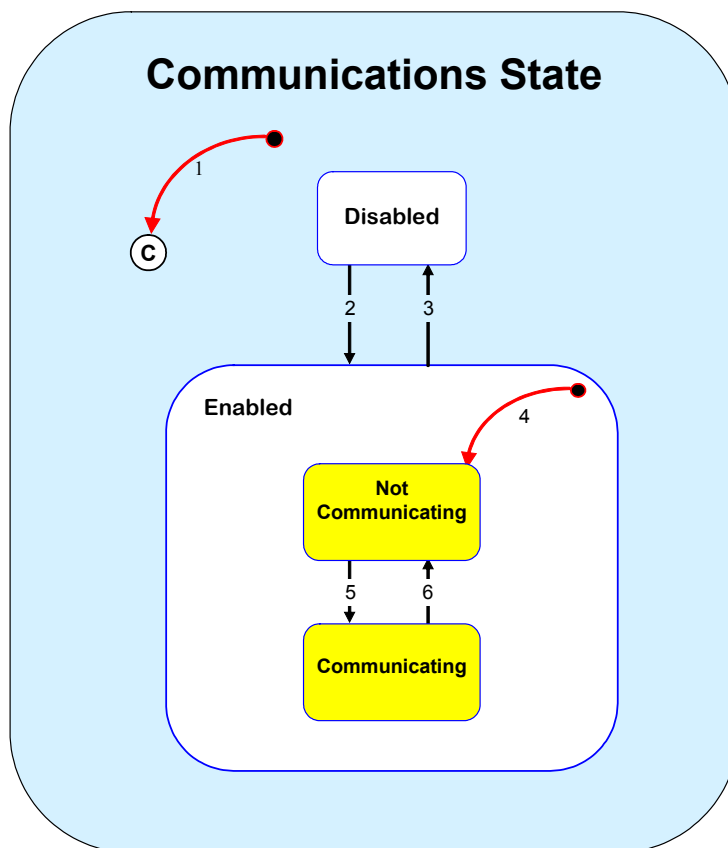 Communications State
1
C
Disabled
2
3
Enabled
4
Not
Communicating
5
6
Communicating